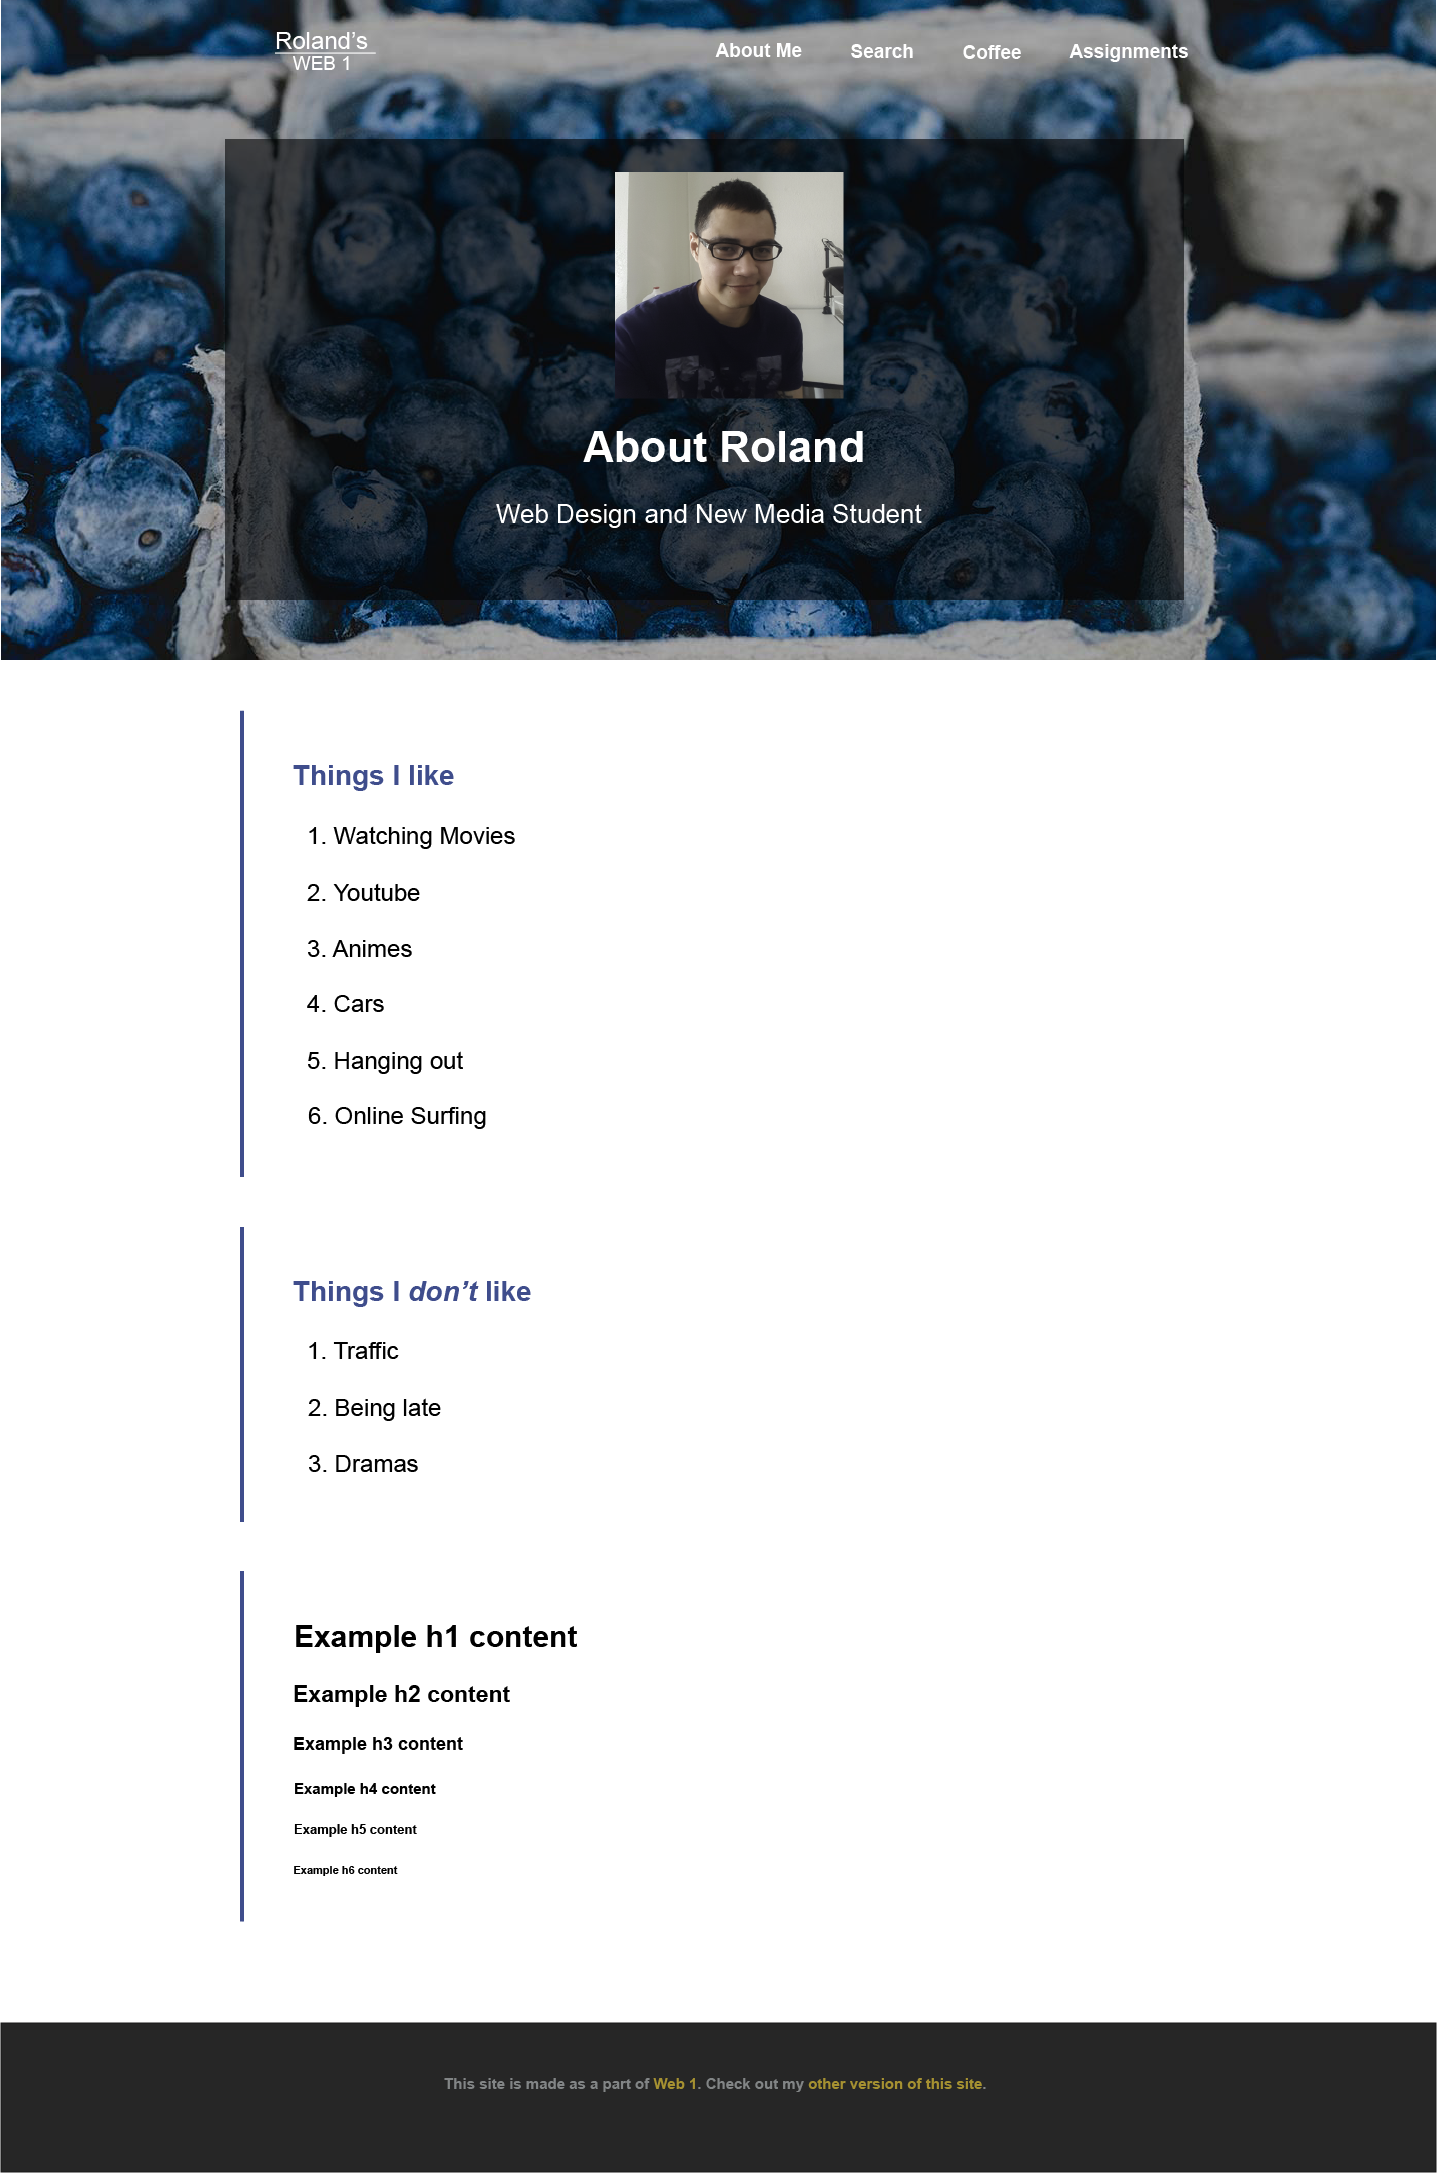 Roland’s
WEB 1
About Me
Search
Coffee
Assignments
About Roland
Web Design and New Media Student
Things I like
1. Watching Movies
2. Youtube
3. Animes
4. Cars
5. Hanging out
6. Online Surfing
Things I don’t like
1. Traffic
2. Being late
3. Dramas
Example h1 content
Example h2 content
Example h3 content
Example h4 content
Example h5 content
Example h6 content
This site is made as a part of Web 1. Check out my other version of this site.